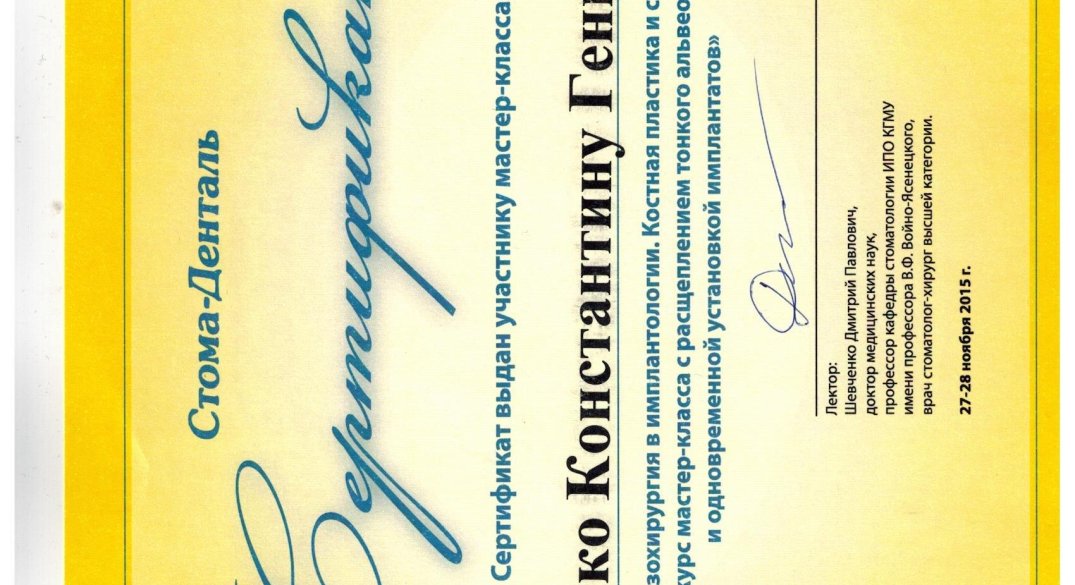 Стома-Денталь
Сертификат
Сертификат выдан участнику мастер-класса
ко Константину Ген
зохирургия в имплантологии. Костная пластика и с
курс мастер-класса с расщеплением тонкого альвео
и одновременной установкой имплантатов»
Лектор:
Шевченко Дмитрий Павлович,
доктор медицинских наук,
профессор кафедры стоматологии ИПО КГМУ
имени профессора В.Ф. Войно-Ясенецкого,
врач стоматолог-хирург высшей категории.
27-28 ноября 2015 г.